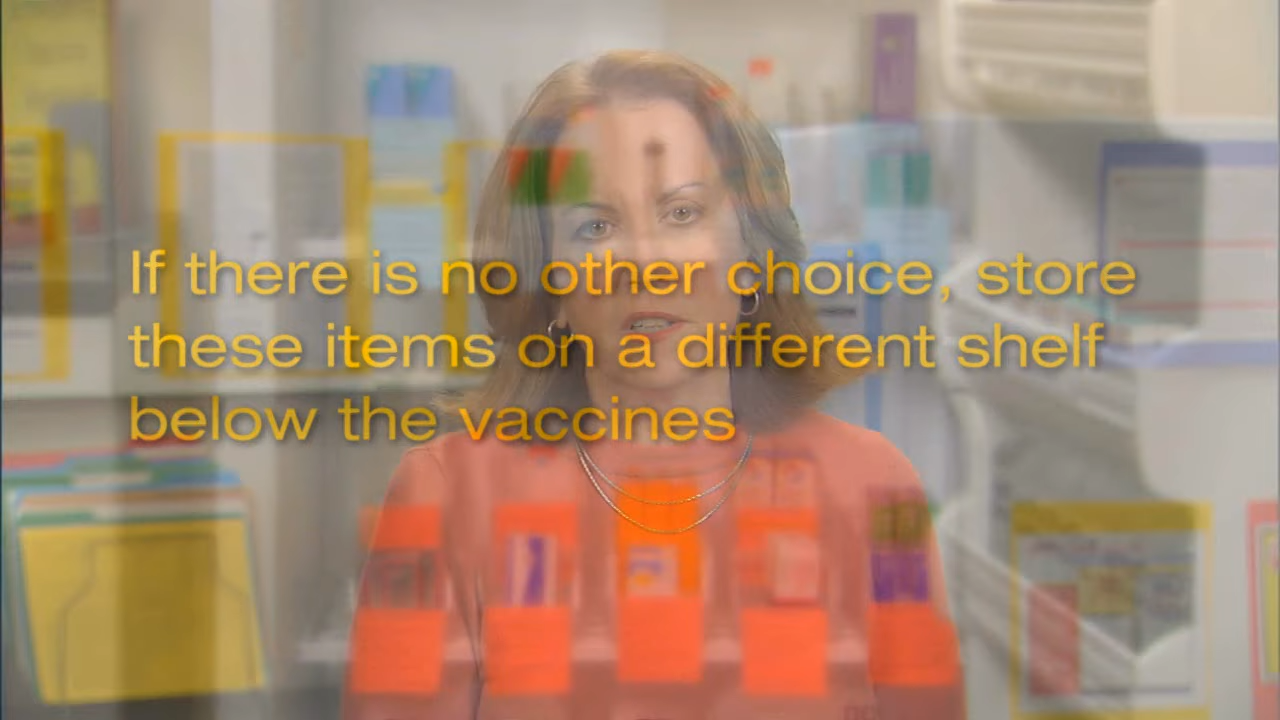 If there is no other choice, store
these items on a different shelf
below the vaccines